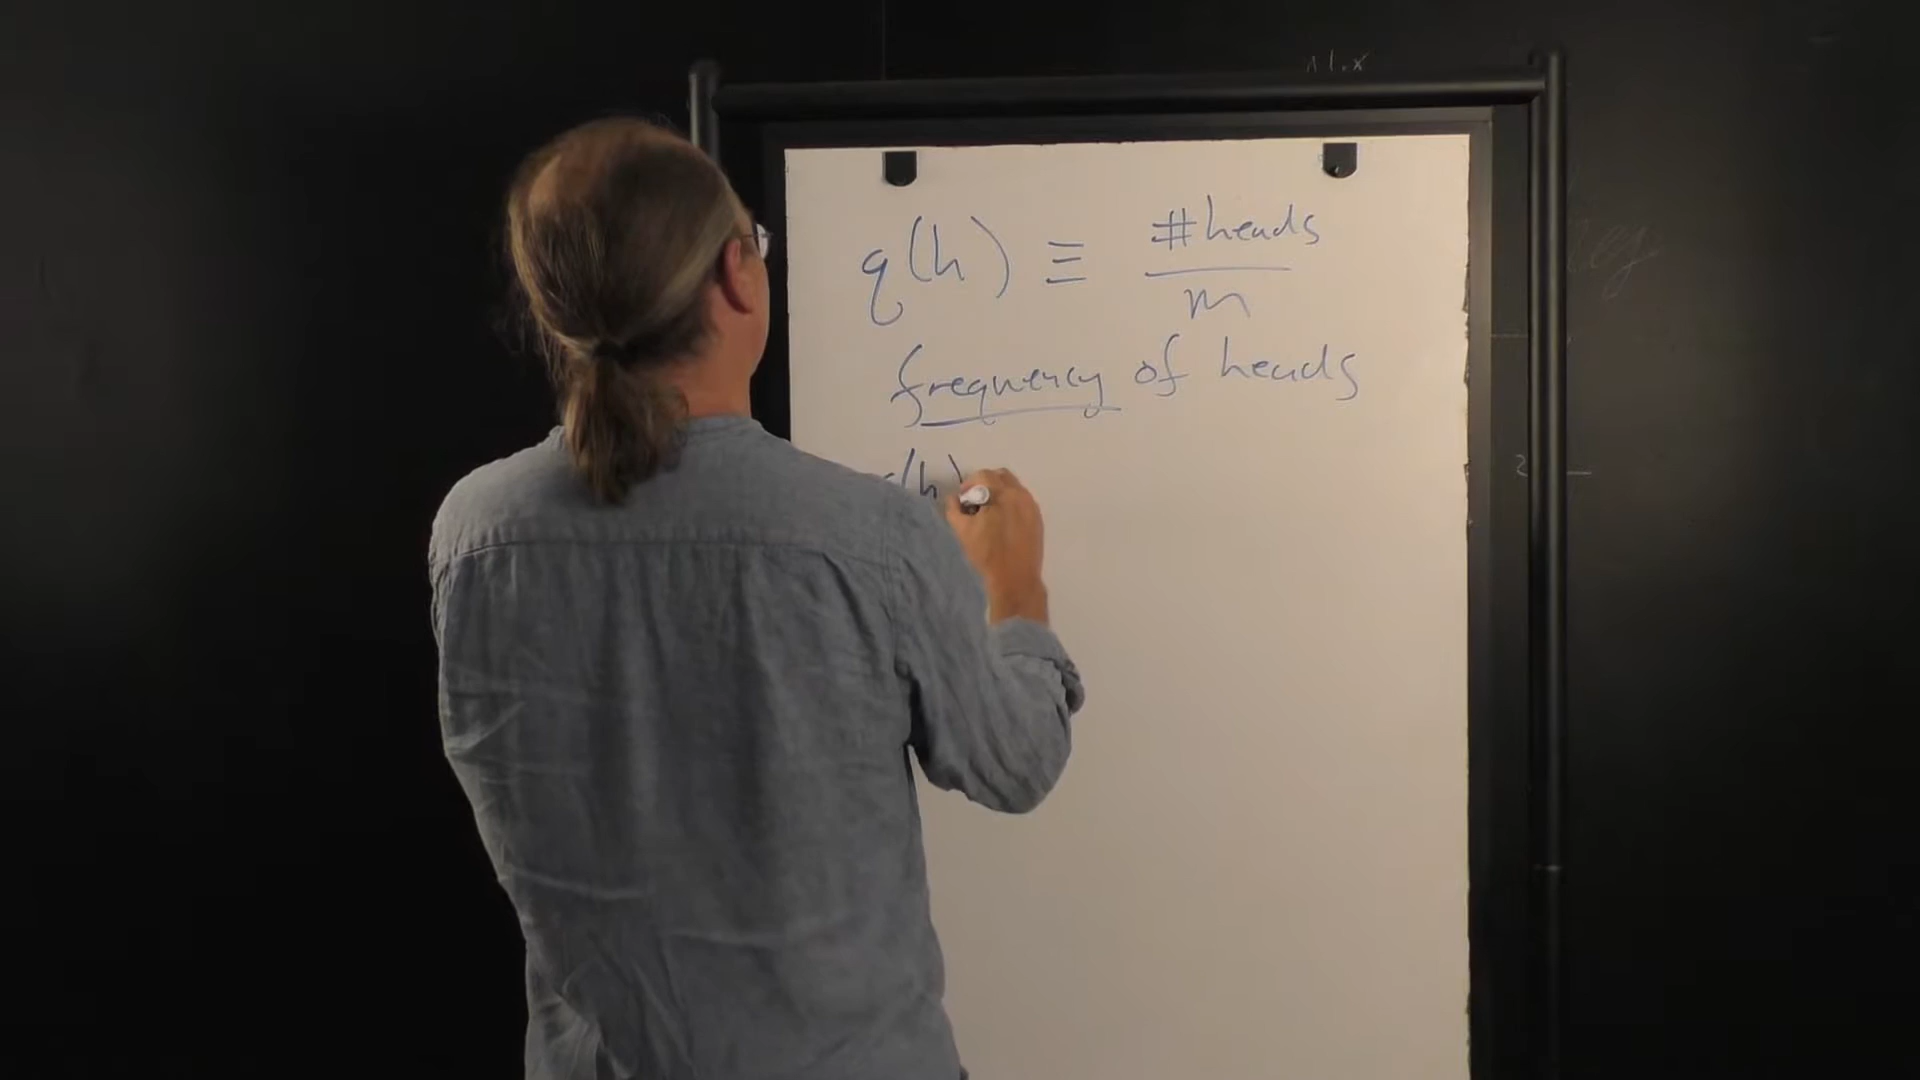 q(h) ≡ #heads / m
frequency of heads
(h)